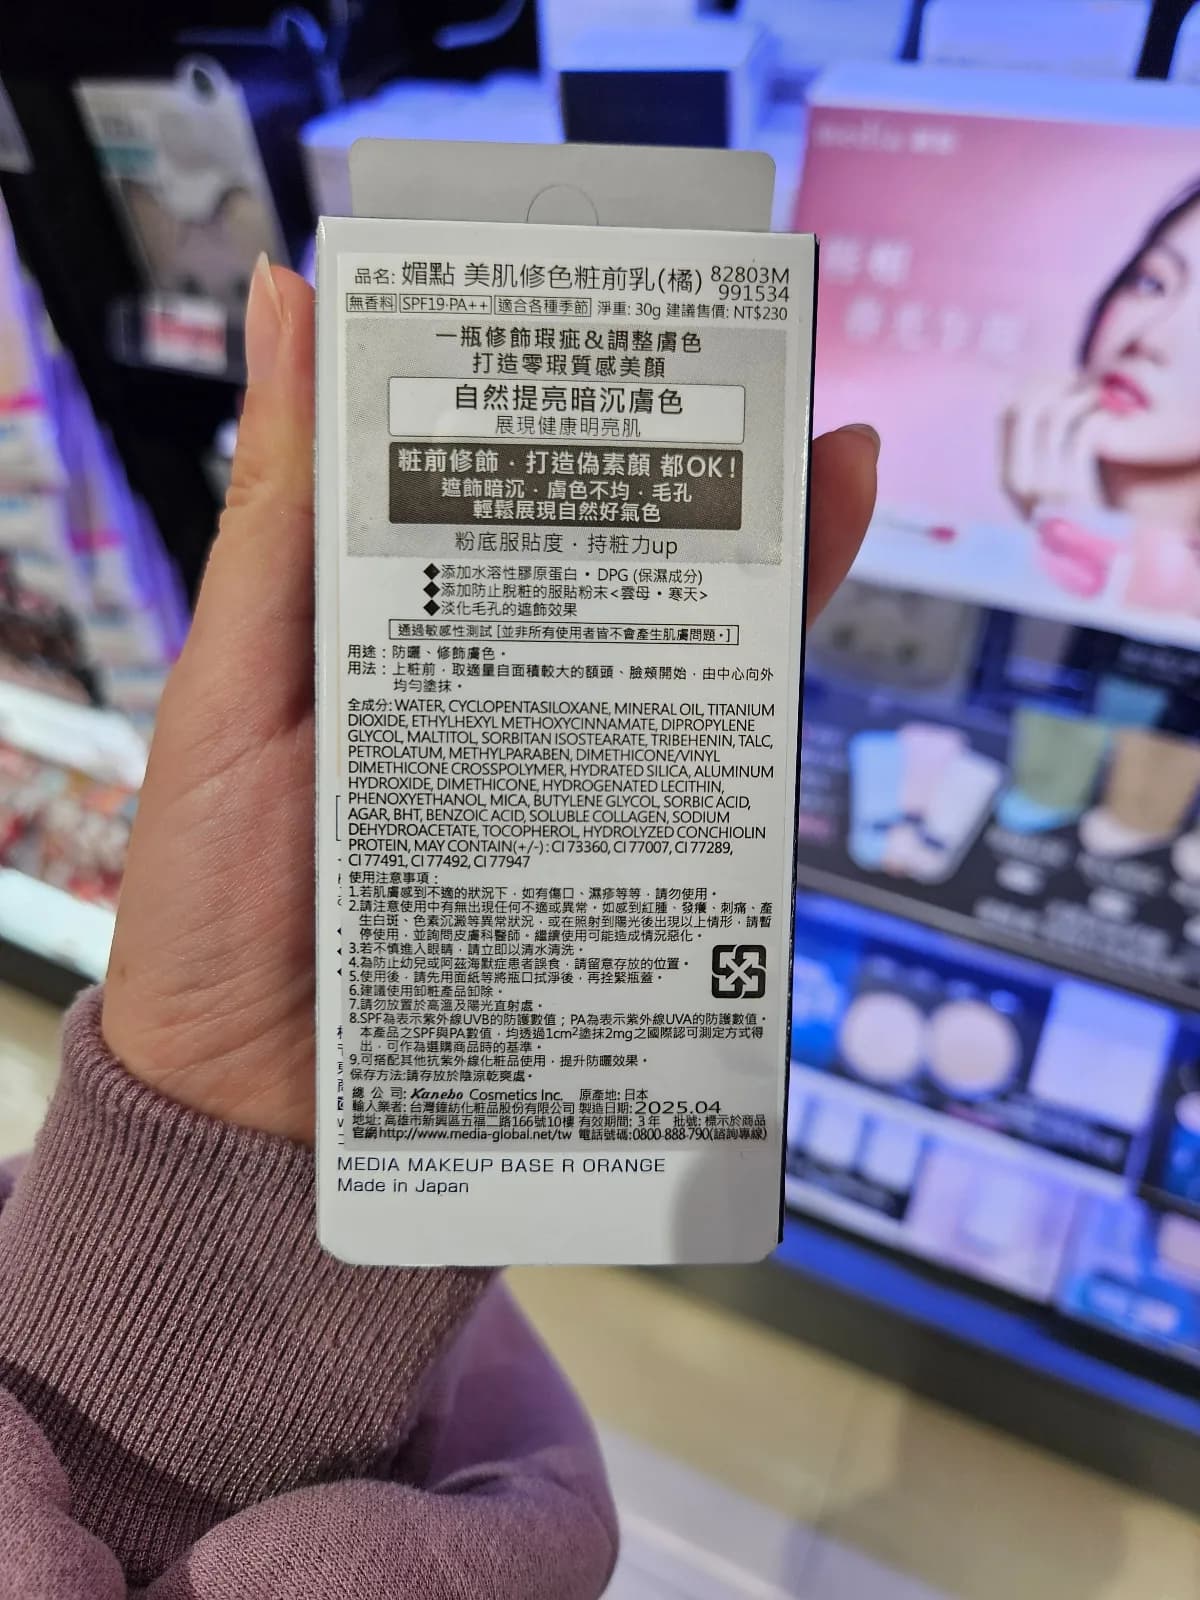 品名: 媚點 美肌修色粧前乳(橘) 82803M
991534
無香料 SPF19·PA++ 適合各種季節 淨重: 30g 建議售價: NT$230
一瓶修飾瑕疵&調整膚色
打造零瑕質感美顏
自然提亮暗沉膚色
展現健康明亮肌
粧前修飾·打造偽素顏 都OK!
遮飾暗沉·膚色不均·毛孔
輕鬆展現自然好氣色
粉底服貼度·持粧力up
◆添加水溶性膠原蛋白·DPG (保濕成分)
◆添加防止脫粧的服貼粉末<雲母·寒天>
◆淡化毛孔的遮飾效果
通過敏感性測試 [並非所有使用者皆不會產生肌膚問題。]
用途：防曬、修飾膚色。
用法：上粧前，取適量自面積較大的額頭、臉頰開始，由中心向外
均勻塗抹。
全成分: WATER, CYCLOPENTASILOXANE, MINERAL OIL, TITANIUM
DIOXIDE, ETHYLHEXYL METHOXYCINNAMATE, DIPROPYLENE
GLYCOL, MALTITOL, SORBITAN ISOSTEARATE, TRIBEHENIN, TALC,
PETROLATUM, METHYLPARABEN, DIMETHICONE/VINYL
DIMETHICONE CROSSPOLYMER, HYDRATED SILICA, ALUMINUM
HYDROXIDE, DIMETHICONE, HYDROGENATED LECITHIN,
PHENOXYETHANOL, MICA, BUTYLENE GLYCOL, SORBIC ACID,
AGAR, BHT, BENZOIC ACID, SOLUBLE COLLAGEN, SODIUM
DEHYDROACETATE, TOCOPHEROL, HYDROLYZED CONCHIOLIN
PROTEIN, MAY CONTAIN(+/-) : CI 73360, CI 77007, CI 77289,
CI 77491, CI 77492, CI 77947
使用注意事項：
1.若肌膚感到不適的狀況下，如有傷口、濕疹等等，請勿使用。
2.請注意使用中有無出現任何不適或異常。如感到紅腫、發癢、刺痛、產
生白斑、色素沉澱等異常狀況，或在照射到陽光後出現以上情形，請暫
停使用，並詢問皮膚科醫師。繼續使用可能造成情況惡化。
3.若不慎進入眼睛，請立即以清水清洗。
4.為防止幼兒或阿茲海默症患者誤食，請留意存放的位置。
5.使用後，請先用面紙等將瓶口拭淨後，再拴緊瓶蓋。
6.建議使用卸粧產品卸除。
7.請勿放置於高溫及陽光直射處。
8.SPF為表示紫外線UVB的防護數值；PA為表示紫外線UVA的防護數值。
本產品之SPF與PA數值，均透過1cm²塗抹2mg之國際認可測定方式得
出，可作為選購商品時的基準。
9.可搭配其他抗紫外線化粧品使用，提升防曬效果。
保存方法:請存放於陰涼乾爽處。
總 公 司: Kanebo Cosmetics Inc. 原產地: 日本
輸入業者: 台灣鐘紡化粧品股份有限公司 製造日期: 2025.04
地址: 高雄市新興區五福二路166號10樓 有效期間: 3 年 批號: 標示於商品
官網http://www.media-global.net/tw 電話號碼:0800-888-790(諮詢專線)
MEDIA MAKEUP BASE R ORANGE
Made in Japan
media 媚點